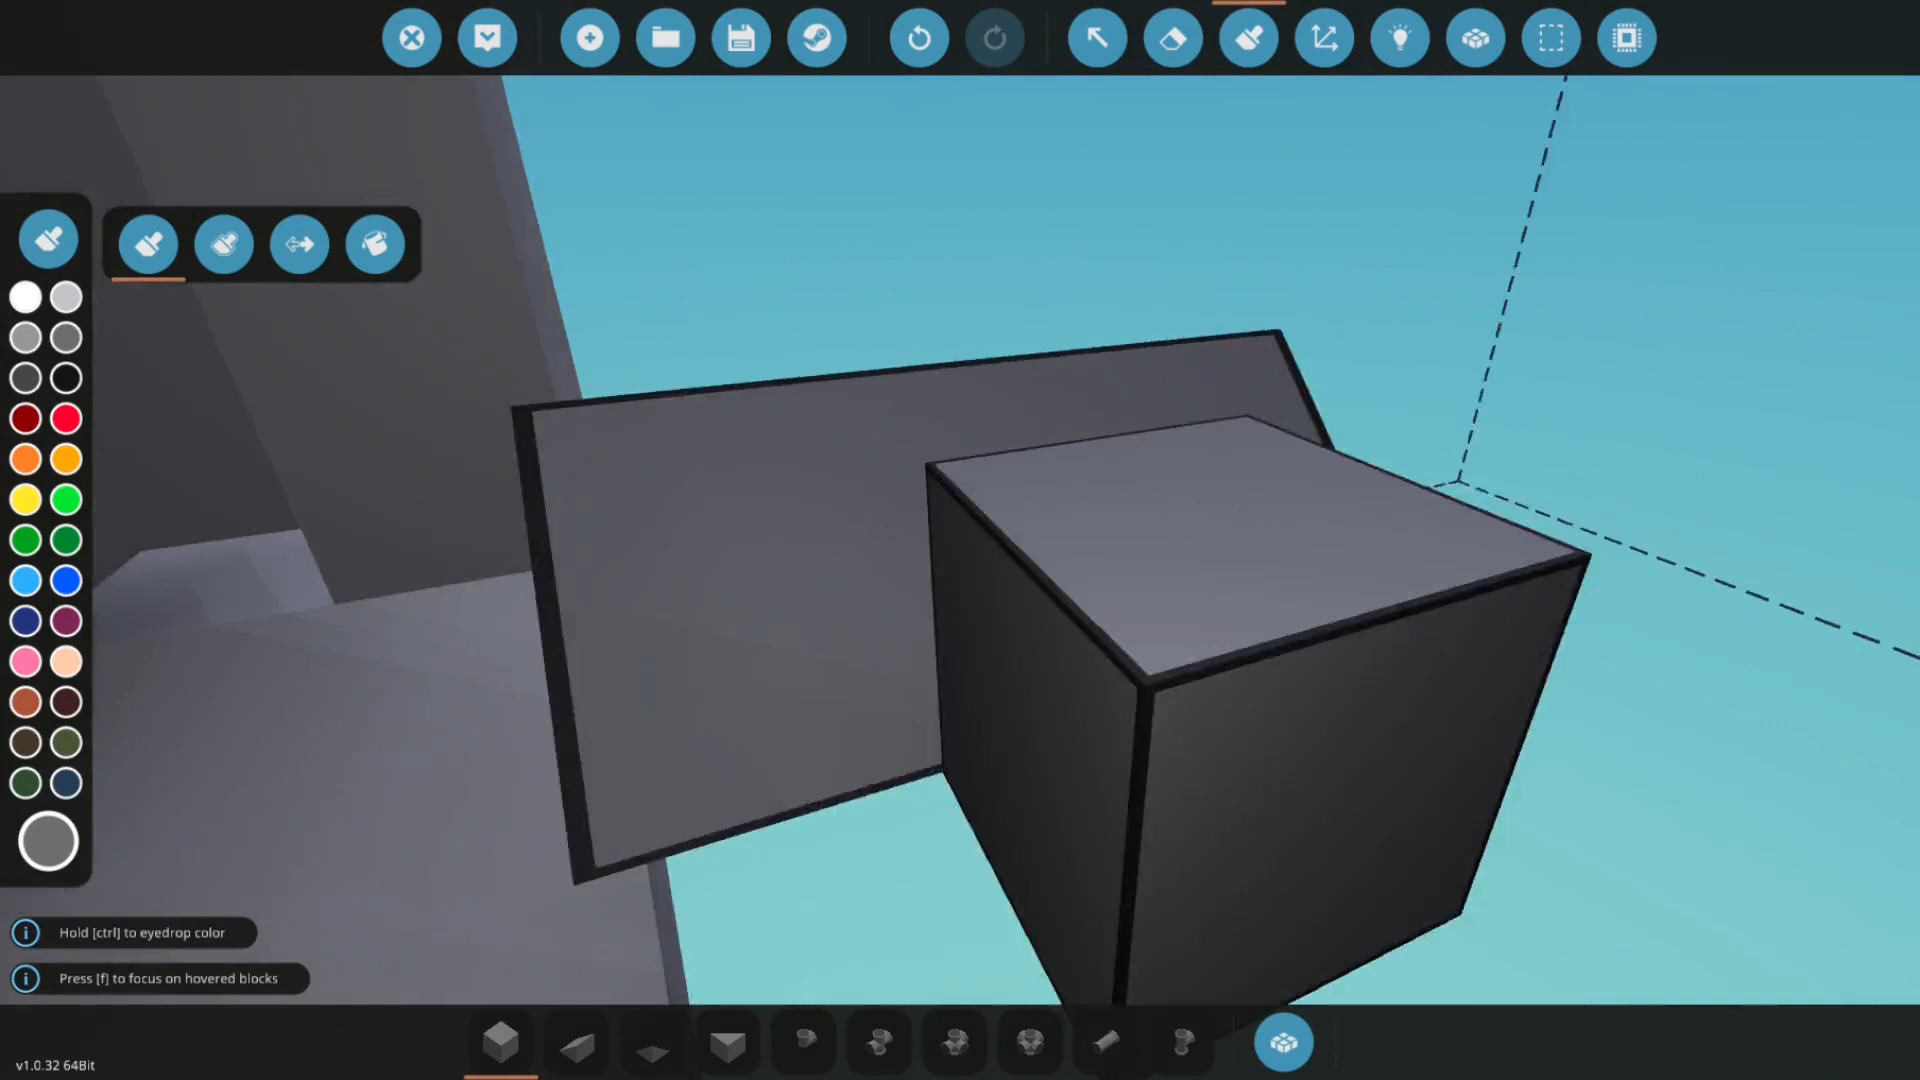 Hold [ctrl] to eyedrop color
Press [f] to focus on hovered blocks
v1.0.32 64Bit